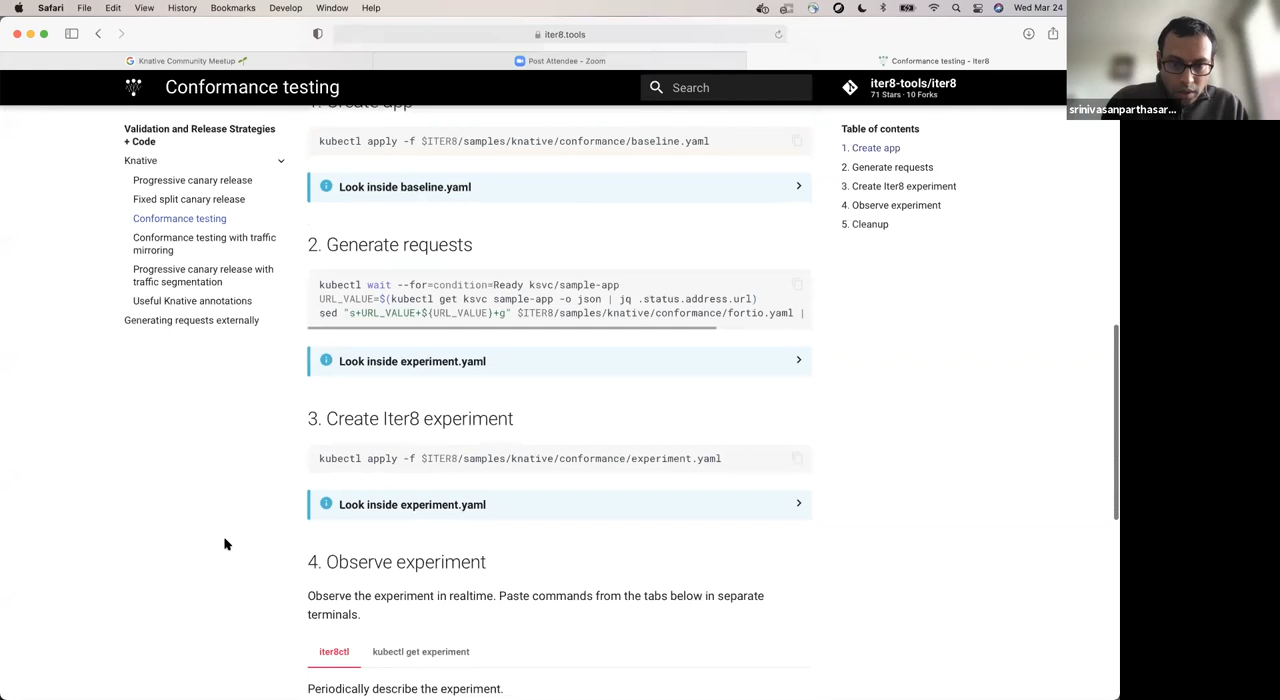 Safari File Edit View History Bookmarks Develop Window Help Wed Mar 24
iter8.tools
Knative Community Meetup
Post Attendee - Zoom
Conformance testing - Iter8
Conformance testing
Search
iter8-tools/iter8
71 Stars · 10 Forks
srinivasanparthasar...
Validation and Release Strategies
+ Code
Knative
Progressive canary release
Fixed split canary release
Conformance testing
Conformance testing with traffic
mirroring
Progressive canary release with
traffic segmentation
Useful Knative annotations
Generating requests externally
1. Create app
kubectl apply -f $ITER8/samples/knative/conformance/baseline.yaml
Look inside baseline.yaml
2. Generate requests
kubectl wait --for=condition=Ready ksvc/sample-app
URL_VALUE=$(kubectl get ksvc sample-app -o json | jq .status.address.url)
sed "s+URL_VALUE+${URL_VALUE}+g" $ITER8/samples/knative/conformance/fortio.yaml |
Look inside experiment.yaml
3. Create Iter8 experiment
kubectl apply -f $ITER8/samples/knative/conformance/experiment.yaml
Look inside experiment.yaml
4. Observe experiment
Observe the experiment in realtime. Paste commands from the tabs below in separate
terminals.
iter8ctl kubectl get experiment
Periodically describe the experiment.
Table of contents
1. Create app
2. Generate requests
3. Create Iter8 experiment
4. Observe experiment
5. Cleanup